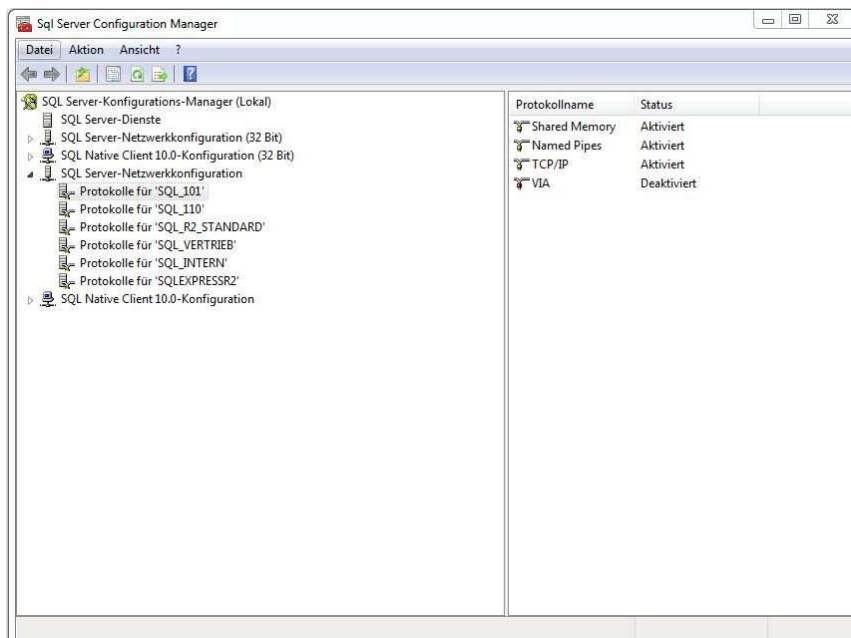 Sql Server Configuration Manager
Datei Aktion Ansicht ?
SQL Server-Konfigurations-Manager (Lokal)
SQL Server-Dienste
SQL Server-Netzwerkkonfiguration (32 Bit)
SQL Native Client 10.0-Konfiguration (32 Bit)
SQL Server-Netzwerkkonfiguration
Protokolle für 'SQL_101'
Protokolle für 'SQL_110'
Protokolle für 'SQL_R2_STANDARD'
Protokolle für 'SQL_VERTRIEB'
Protokolle für 'SQL_INTERN'
Protokolle für 'SQLEXPRESSR2'
SQL Native Client 10.0-Konfiguration
Protokollname Status
Shared Memory Aktiviert
Named Pipes Aktiviert
TCP/IP Aktiviert
VIA Deaktiviert